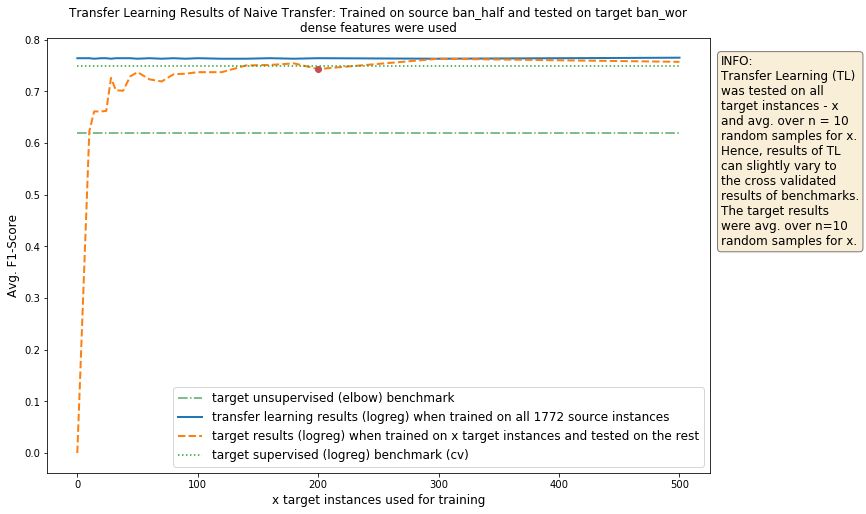 Transfer Learning Results of Naive Transfer: Trained on source ban_half and tested on target ban_wor
dense features were used
0.8
0.7
0.6
0.5
0.4
0.3
0.2
0.1
0.0
Avg. F1-Score
0
100
200
300
400
500
x target instances used for training
target unsupervised (elbow) benchmark
transfer learning results (logreg) when trained on all 1772 source instances
target results (logreg) when trained on x target instances and tested on the rest
target supervised (logreg) benchmark (cv)
INFO:
Transfer Learning (TL)
was tested on all
target instances - x
and avg. over n = 10
random samples for x.
Hence, results of TL
can slightly vary to
the cross validated
results of benchmarks.
The target results
were avg. over n=10
random samples for x.